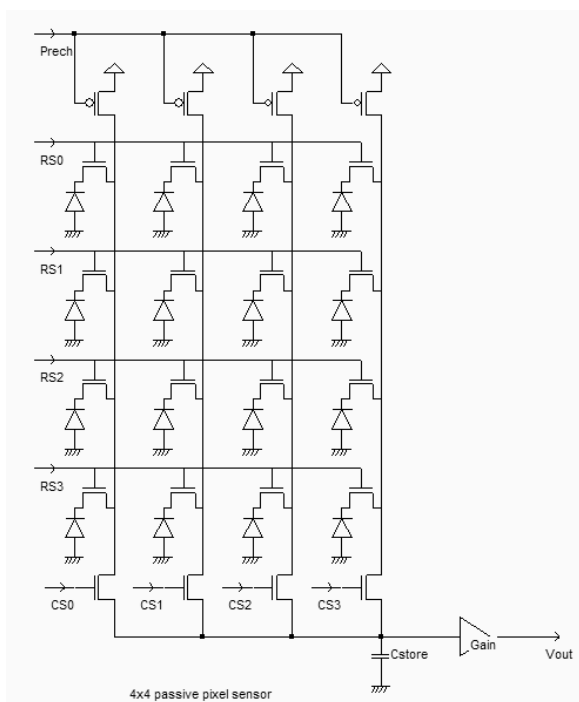 Prech
RS0
RS1
RS2
RS3
CS0 CS1 CS2 CS3
Cstore
Gain
Vout
4x4 passive pixel sensor